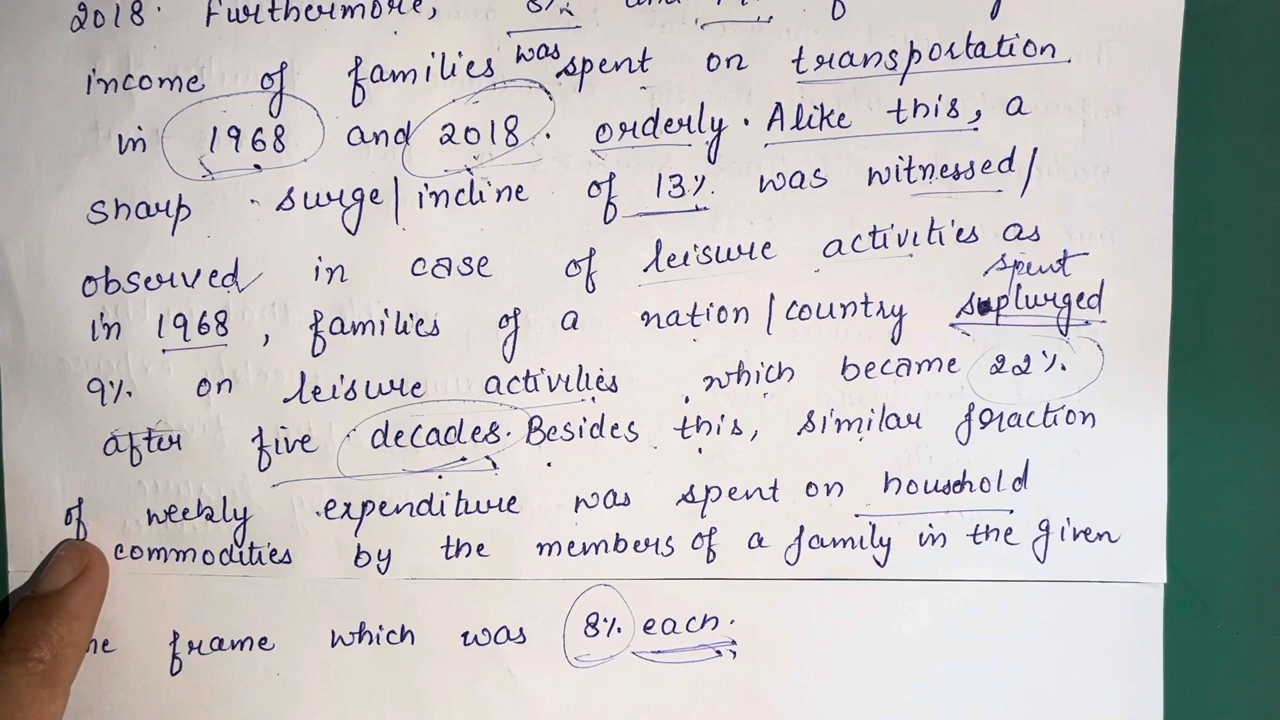 2018. Furthermore, 8% and of
income of families was spent on transportation
in 1968 and 2018. orderly. Alike this, a
sharp surge/incline of 13% was witnessed/
observed in case of leisure activities as
spent
in 1968, families of a nation/country splurged
9% on leisure activities which became 22%
after five decades. Besides this, similar fraction
of weekly expenditure was spent on household
commodities by the members of a family in the given
frame which was 8% each.